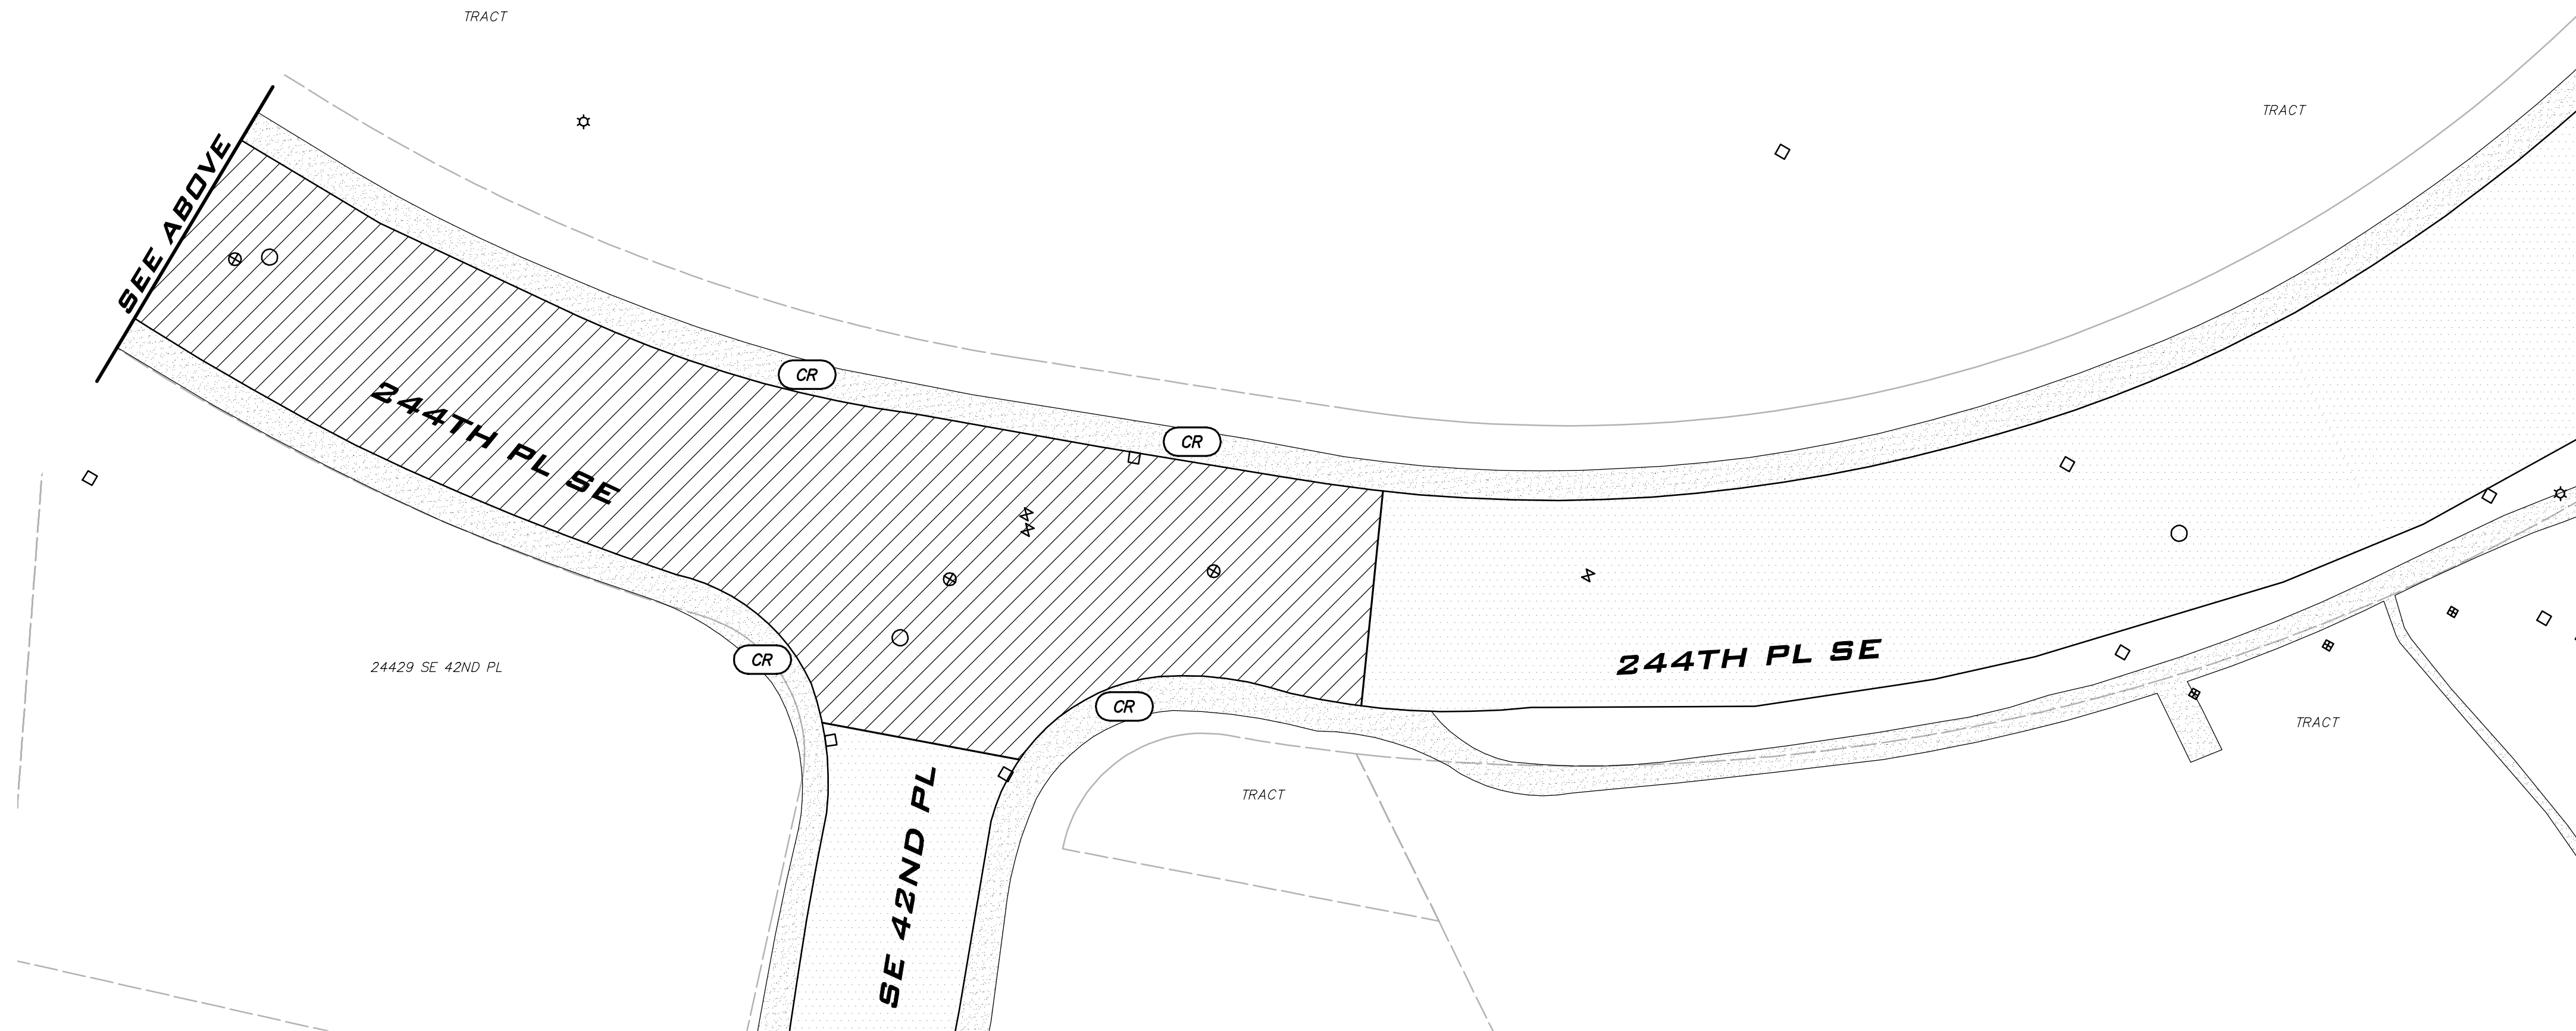 TRACT
TRACT
SEE ABOVE
CR
244TH PL SE
CR
24429 SE 42ND PL
CR
244TH PL SE
CR
TRACT
TRACT
SE 42ND PL